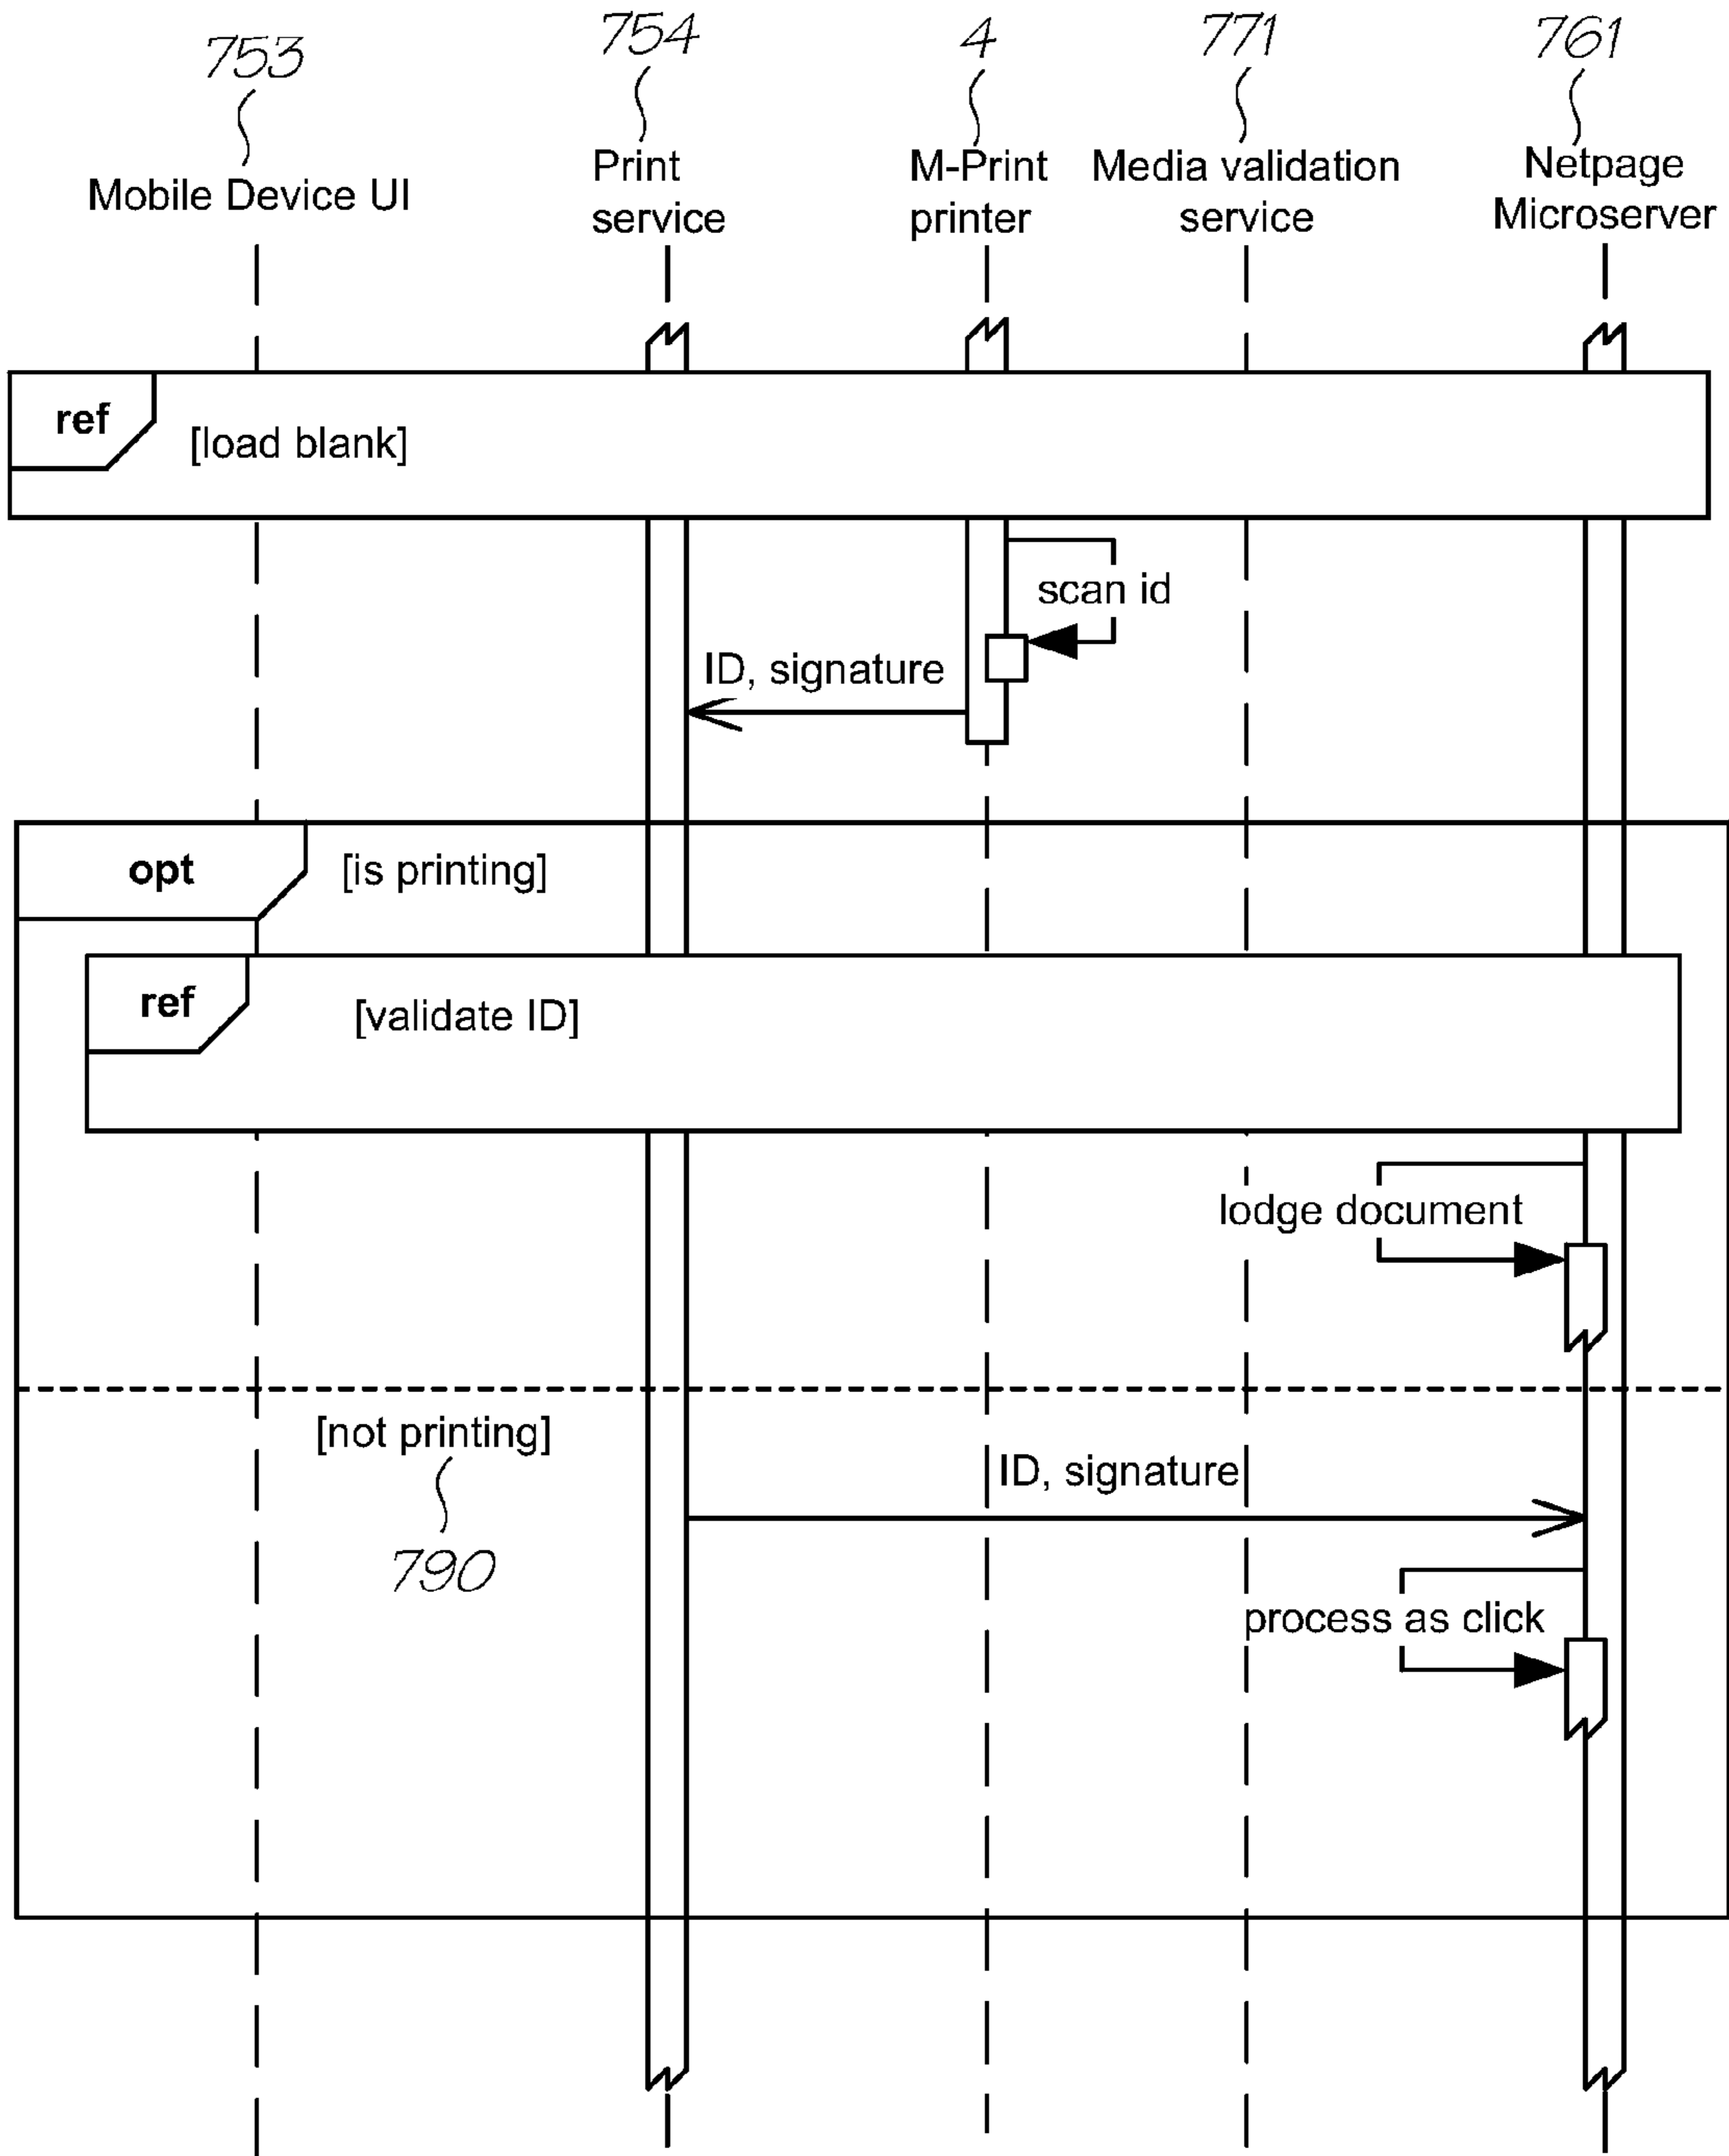 753
754
4
771
761
Mobile Device UI
Print
service
M-Print
printer
Media validation
service
Netpage
Microserver
ref
[load blank]
scan id
ID, signature
opt
[is printing]
ref
[validate ID]
lodge document
[not printing]
790
ID, signature
process as click